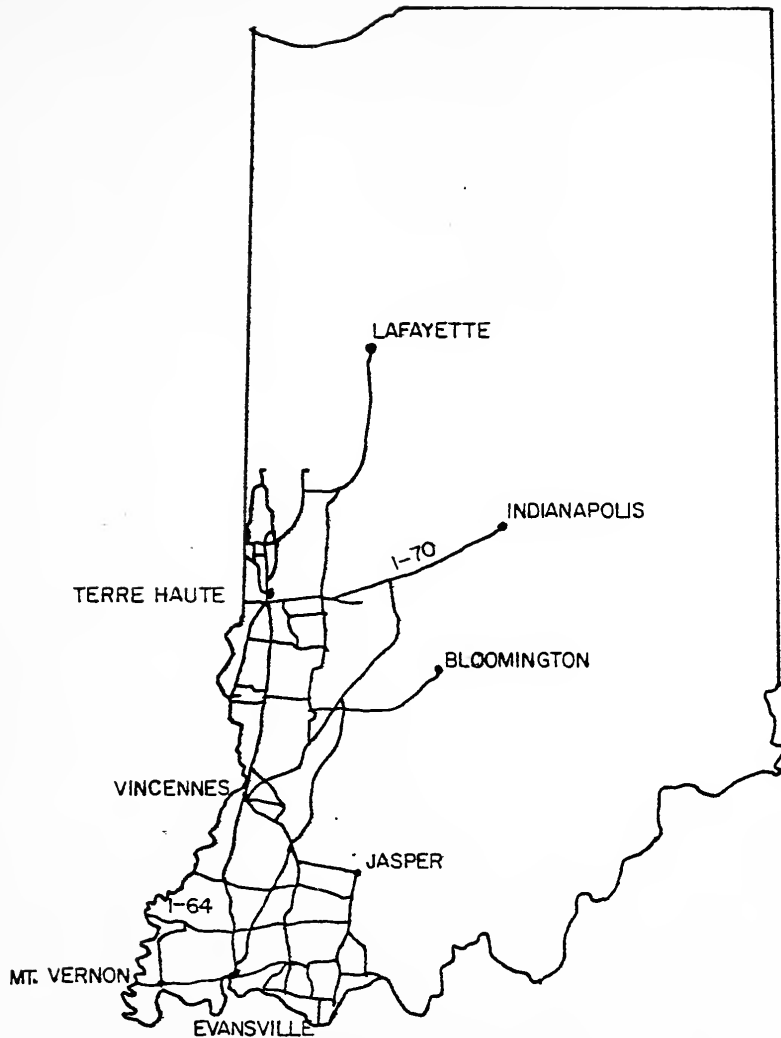 LAFAYETTE
INDIANAPOLIS
I-70
TERRE HAUTE
BLOOMINGTON
VINCENNES
JASPER
I-64
MT. VERNON
EVANSVILLE